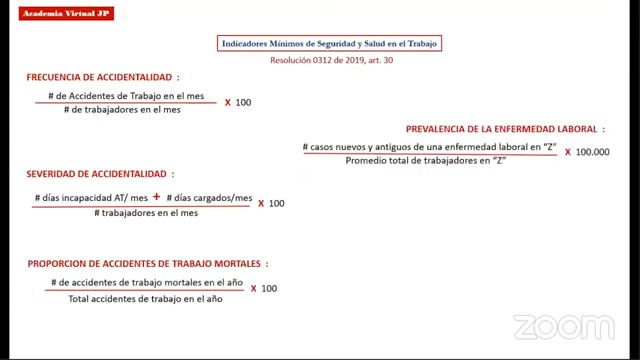 Academia Virtual JP
Indicadores Mínimos de Seguridad y Salud en el Trabajo
Resolución 0312 de 2019, art. 30
FRECUENCIA DE ACCIDENTALIDAD :
# de Accidentes de Trabajo en el mes
# de trabajadores en el mes
X 100
SEVERIDAD DE ACCIDENTALIDAD :
# días incapacidad AT/ mes + # días cargados/mes
# trabajadores en el mes
X 100
PROPORCION DE ACCIDENTES DE TRABAJO MORTALES :
# de accidentes de trabajo mortales en el año
Total accidentes de trabajo en el año
X 100
PREVALENCIA DE LA ENFERMEDAD LABORAL :
# casos nuevos y antiguos de una enfermedad laboral en “Z”
Promedio total de trabajadores en “Z”
X 100.000
zoom